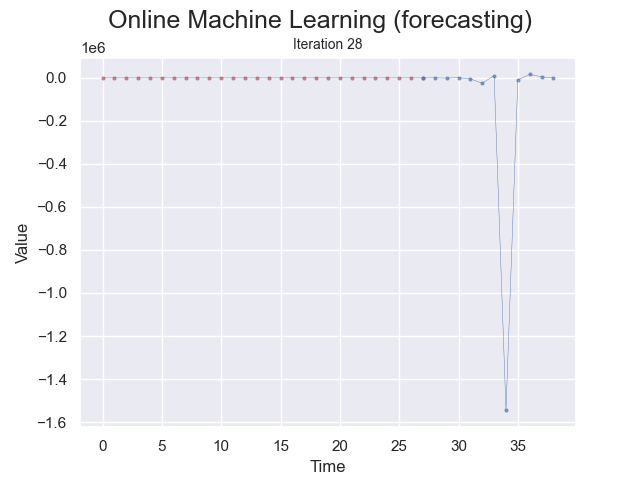 Online Machine Learning (forecasting)
Iteration 28
1e6
0.0
−0.2
−0.4
−0.6
−0.8
−1.0
−1.2
−1.4
−1.6
Value
0 5 10 15 20 25 30 35
Time